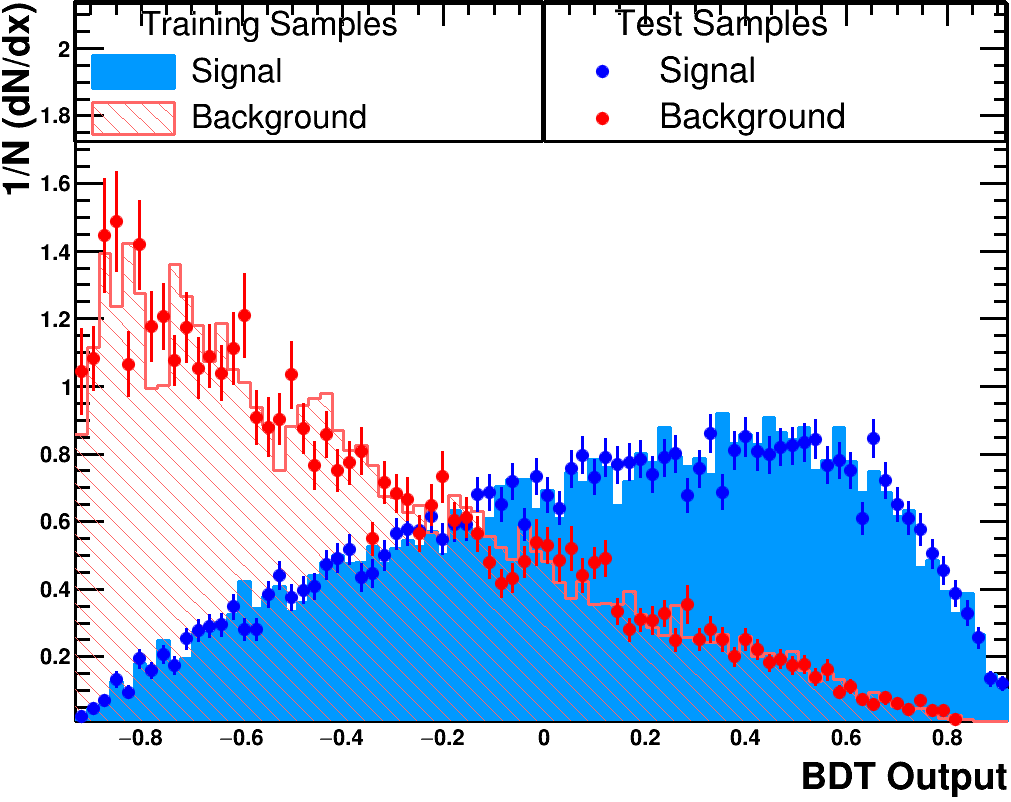 1/N (dN/dx)
Training Samples
Signal
Background
Test Samples
Signal
Background
2
1.8
1.6
1.4
1.2
1
0.8
0.6
0.4
0.2
−0.8 −0.6 −0.4 −0.2 0 0.2 0.4 0.6 0.8
BDT Output